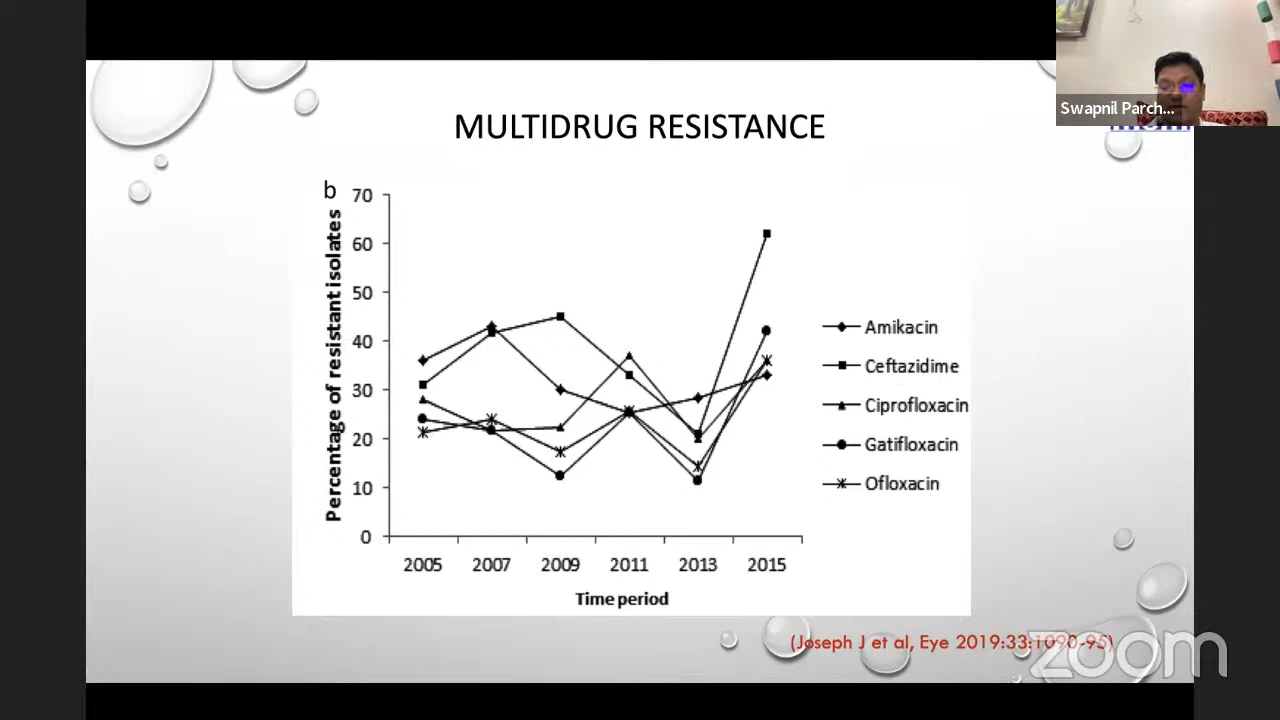 Swapnil Parch...
MULTIDRUG RESISTANCE
b
Percentage of resistant isolates
70
60
50
40
30
20
10
0
2005 2007 2009 2011 2013 2015
Time period
Amikacin
Ceftazidime
Ciprofloxacin
Gatifloxacin
Ofloxacin
(Joseph J et al, Eye 2019:33:1090-95)
zoom